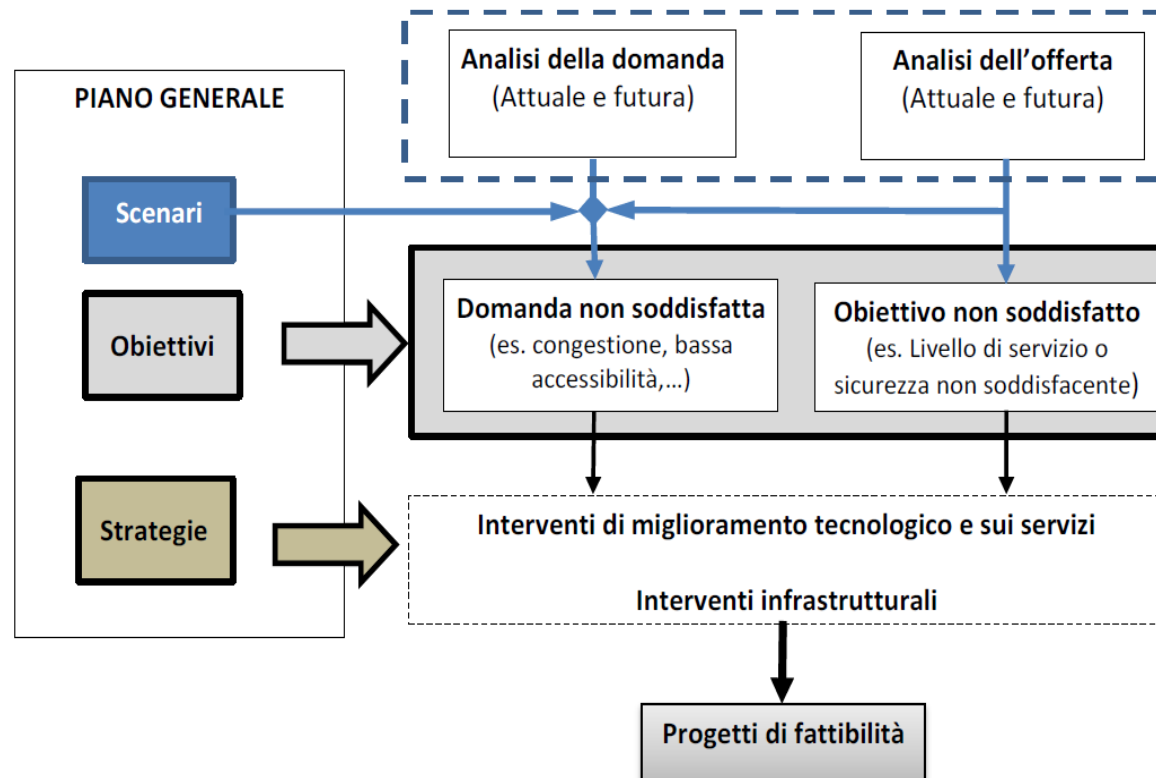 PIANO GENERALE
Scenari
Obiettivi
Strategie
Analisi della domanda
(Attuale e futura)
Analisi dell’offerta
(Attuale e futura)
Domanda non soddisfatta
(es. congestione, bassa
accessibilità,...)
Obiettivo non soddisfatto
(es. Livello di servizio o
sicurezza non soddisfacente)
Interventi di miglioramento tecnologico e sui servizi
Interventi infrastrutturali
Progetti di fattibilità